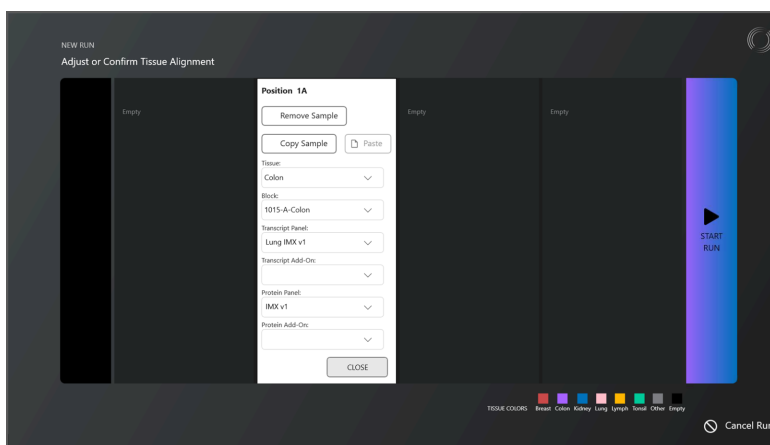 NEW RUN
Adjust or Confirm Tissue Alignment
Empty
Position 1A
Remove Sample
Copy Sample Paste
Tissue:
Colon
Block:
1015-A-Colon
Transcript Panel:
Lung IMX v1
Transcript Add-On:
Protein Panel:
IMX v1
Protein Add-On:
CLOSE
Empty
Empty
START
RUN
TISSUE COLORS Breast Colon Kidney Lung Lymph Tonsil Other Empty
Cancel Run